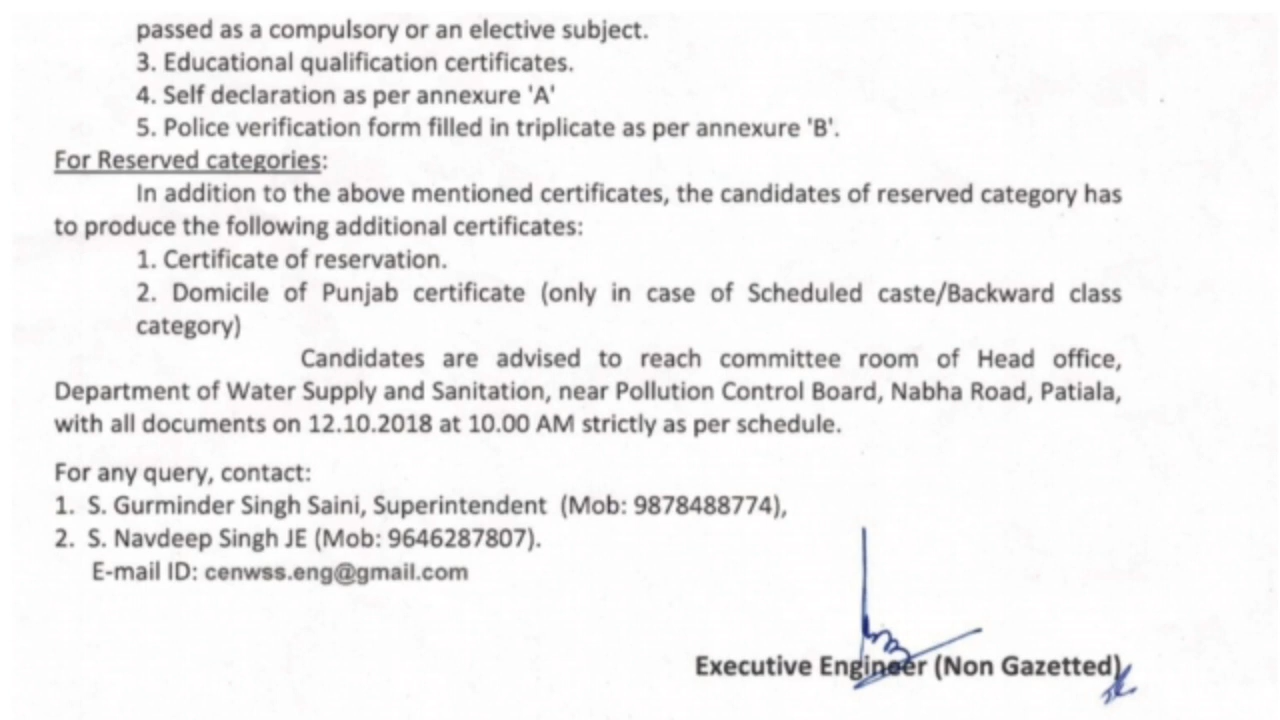 passed as a compulsory or an elective subject.
3. Educational qualification certificates.
4. Self declaration as per annexure 'A'
5. Police verification form filled in triplicate as per annexure 'B'.
For Reserved categories:
In addition to the above mentioned certificates, the candidates of reserved category has
to produce the following additional certificates:
1. Certificate of reservation.
2. Domicile of Punjab certificate (only in case of Scheduled caste/Backward class
category)
Candidates are advised to reach committee room of Head office,
Department of Water Supply and Sanitation, near Pollution Control Board, Nabha Road, Patiala,
with all documents on 12.10.2018 at 10.00 AM strictly as per schedule.
For any query, contact:
1. S. Gurminder Singh Saini, Superintendent (Mob: 9878488774),
2. S. Navdeep Singh JE (Mob: 9646287807).
E-mail ID: cenwss.eng@gmail.com
Executive Engineer (Non Gazetted)